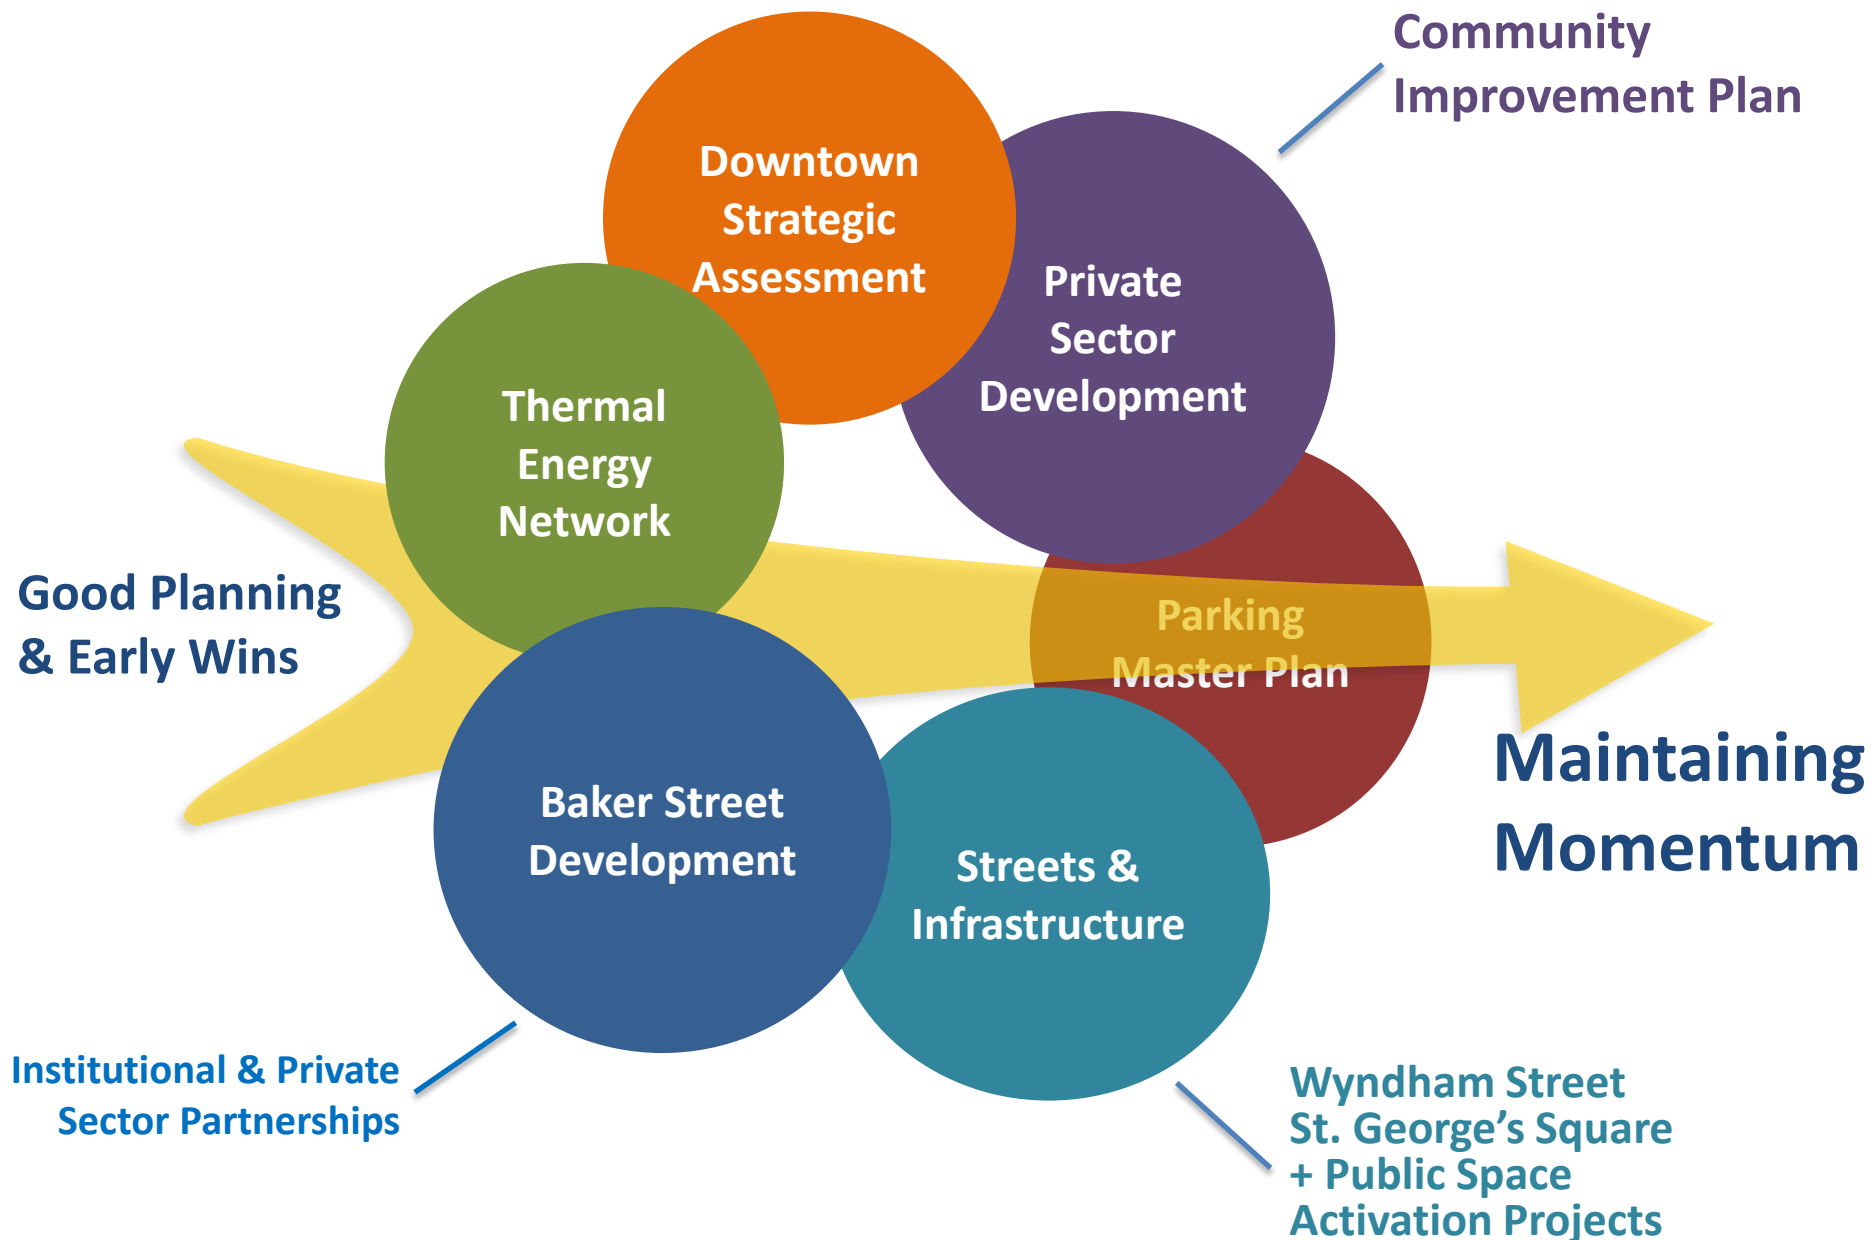 Community
Improvement Plan
Downtown
Strategic
Assessment
Private
Sector
Development
Thermal
Energy
Network
Good Planning
& Early Wins
Parking
Master Plan
Maintaining
Momentum
Baker Street
Development
Streets &
Infrastructure
Institutional & Private
Sector Partnerships
Wyndham Street
St. George’s Square
+ Public Space
Activation Projects